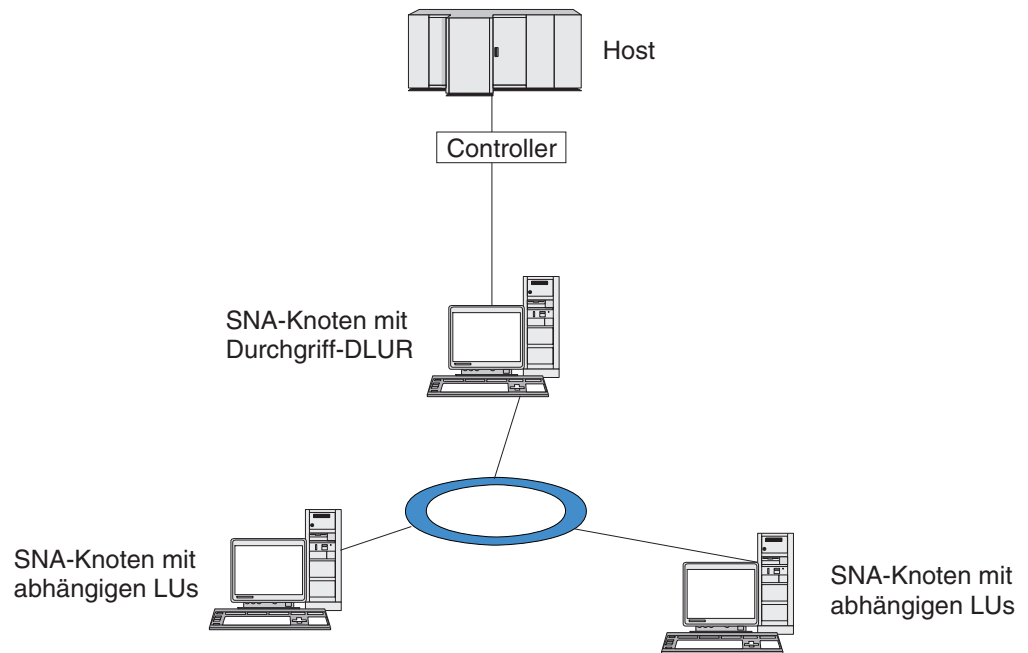 Host
Controller
SNA-Knoten mit
Durchgriff-DLUR
SNA-Knoten mit
abhängigen LUs
SNA-Knoten mit
abhängigen LUs